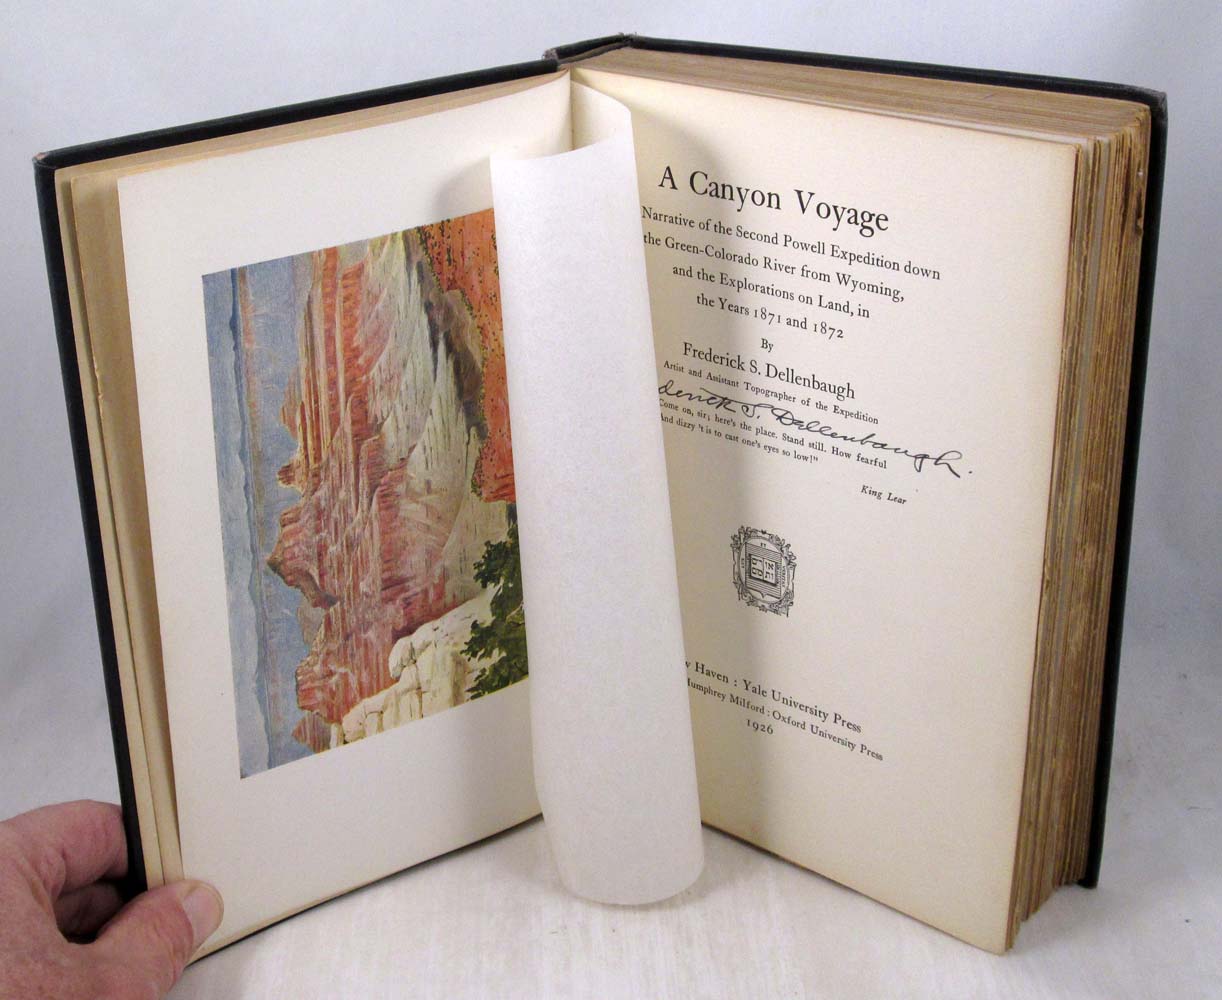 A Canyon Voyage
Narrative of the Second Powell Expedition down
the Green-Colorado River from Wyoming,
and the Explorations on Land, in
the Years 1871 and 1872
By
Frederick S. Dellenbaugh
Artist and Assistant Topographer of the Expedition
derick S. Dellenbaugh.
Come on, sir; here's the place. Stand still. How fearful
And dizzy 't is to cast one's eyes so low!"
King Lear
w Haven : Yale University Press
Humphrey Milford : Oxford University Press
1926